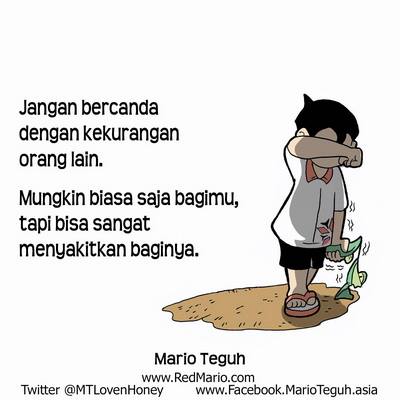 Jangan bercanda
dengan kekurangan
orang lain.
Mungkin biasa saja bagimu,
tapi bisa sangat
menyakitkan baginya.
Mario Teguh
www.RedMario.com
Twitter @MTLovenHoney www.Facebook.MarioTeguh.asia